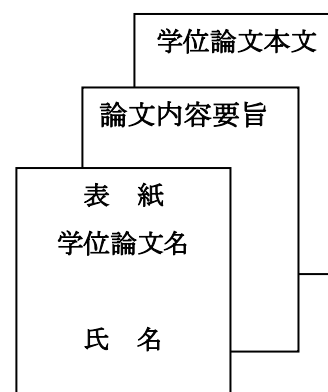 学位論文本文
論文内容要旨
表　紙
学位論文名
氏　名